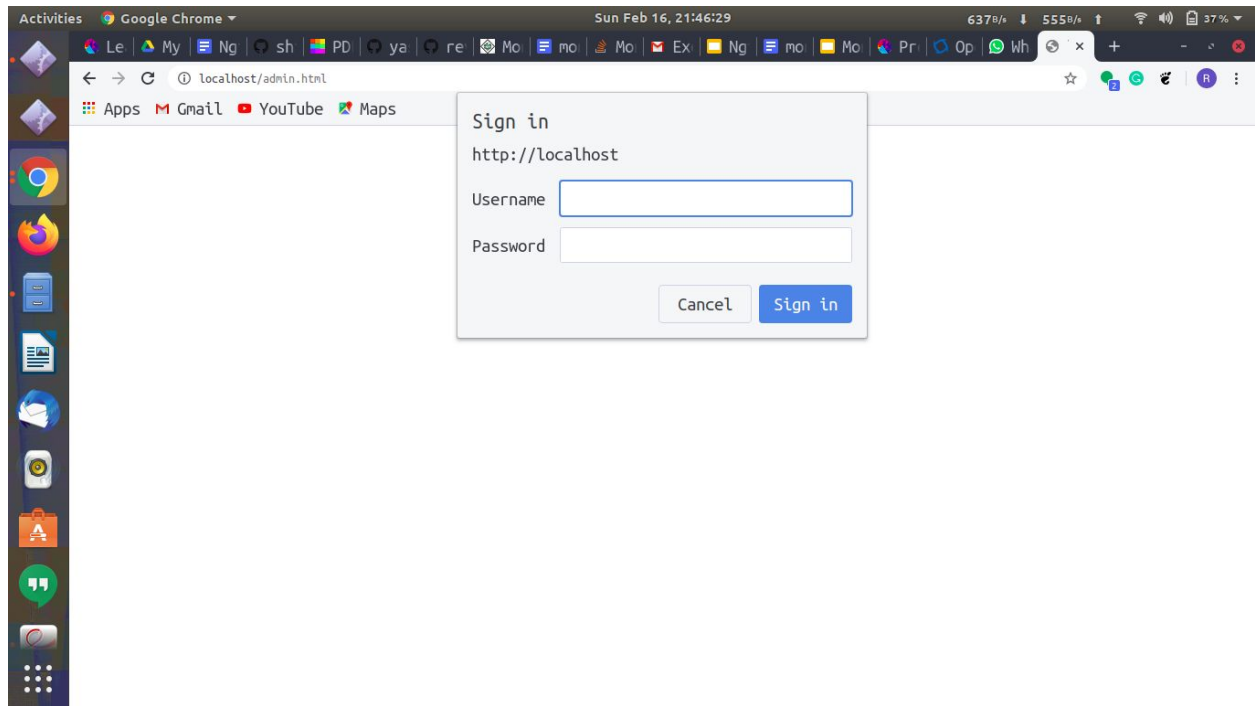 Activities Google Chrome Sun Feb 16, 21:46:29 637B/s ⬇ 555B/s ⬆ 37%
Le My Ng sh PD ya re Mo mo Mo Ex Ng mo Mo Pr Op Wh
localhost/admin.html 2 R
Apps Gmail YouTube Maps
Sign in
http://localhost
Username
Password
Cancel Sign in